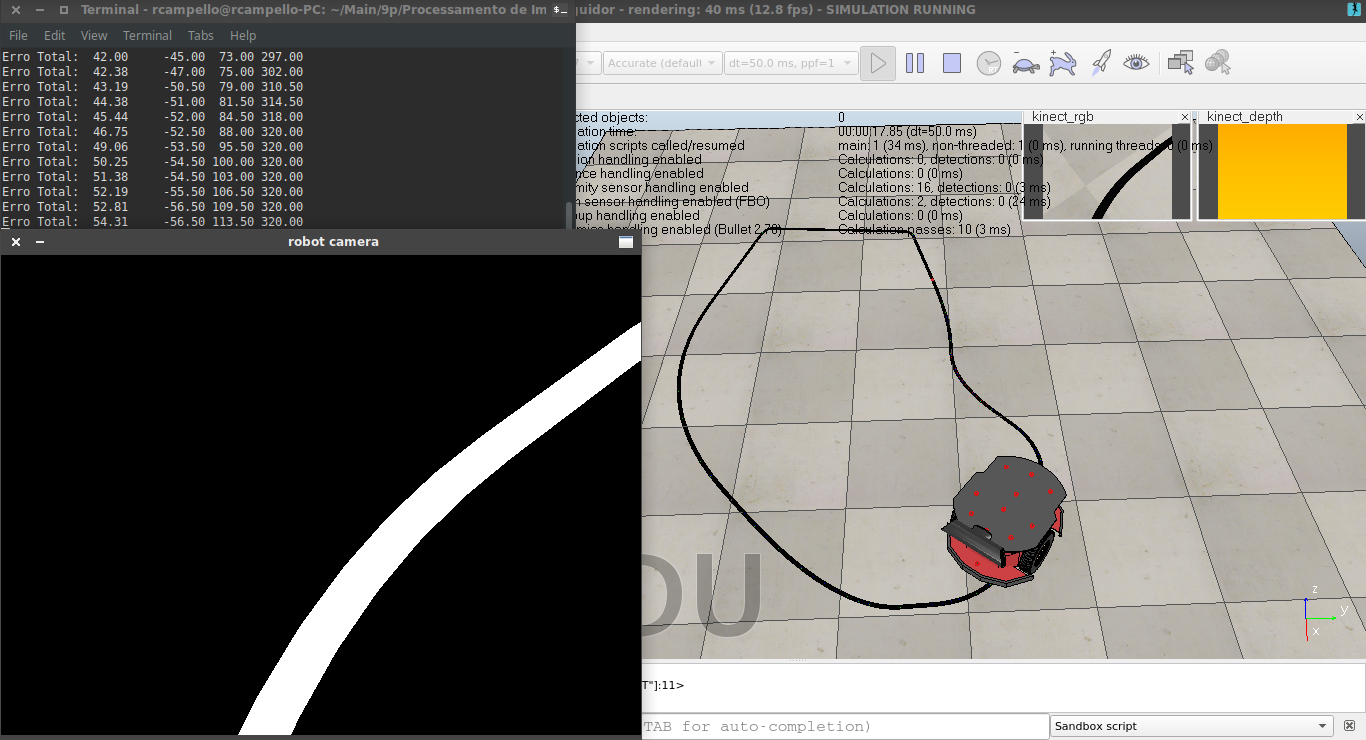 Terminal - rcampello@rcampello-PC: ~/Main/9p/Processamento de Im
guidor - rendering: 40 ms (12.8 fps) - SIMULATION RUNNING
File Edit View Terminal Tabs Help
Erro Total: 42.00 -45.00 73.00 297.00
Erro Total: 42.38 -47.00 75.00 302.00
Erro Total: 43.19 -50.50 79.00 310.50
Erro Total: 44.38 -51.00 81.50 314.50
Erro Total: 45.44 -52.00 84.50 318.00
Erro Total: 46.75 -52.50 88.00 320.00
Erro Total: 49.06 -53.50 95.50 320.00
Erro Total: 50.25 -54.50 100.00 320.00
Erro Total: 51.38 -54.50 103.00 320.00
Erro Total: 52.19 -55.50 106.50 320.00
Erro Total: 52.81 -56.50 109.50 320.00
Erro Total: 54.31 -56.50 113.50 320.00
Accurate (defaul
dt=50.0 ms, ppf=1
cted objects: 0
ation time: 00:00:17.85 (dt=50.0 ms)
ation scripts called/resumed main: 1 (34 ms), non-threaded: 1 (0 ms), running threads: 0 (0 ms)
ion handling enabled Calculations: 0, detections: 0 (0 ms)
nce handling enabled Calculations: 0 (0 ms)
mity sensor handling enabled Calculations: 16, detections: 0 (3 ms)
n sensor handling enabled (FBO) Calculations: 2, detections: 0 (24 ms)
up handling enabled Calculations: 0 (0 ms)
mics handling enabled (Bullet 2.78) Calculation passes: 10 (3 ms)
kinect_rgb
kinect_depth
robot camera
DU
z
y
x
T"]:11>
TAB for auto-completion)
Sandbox script